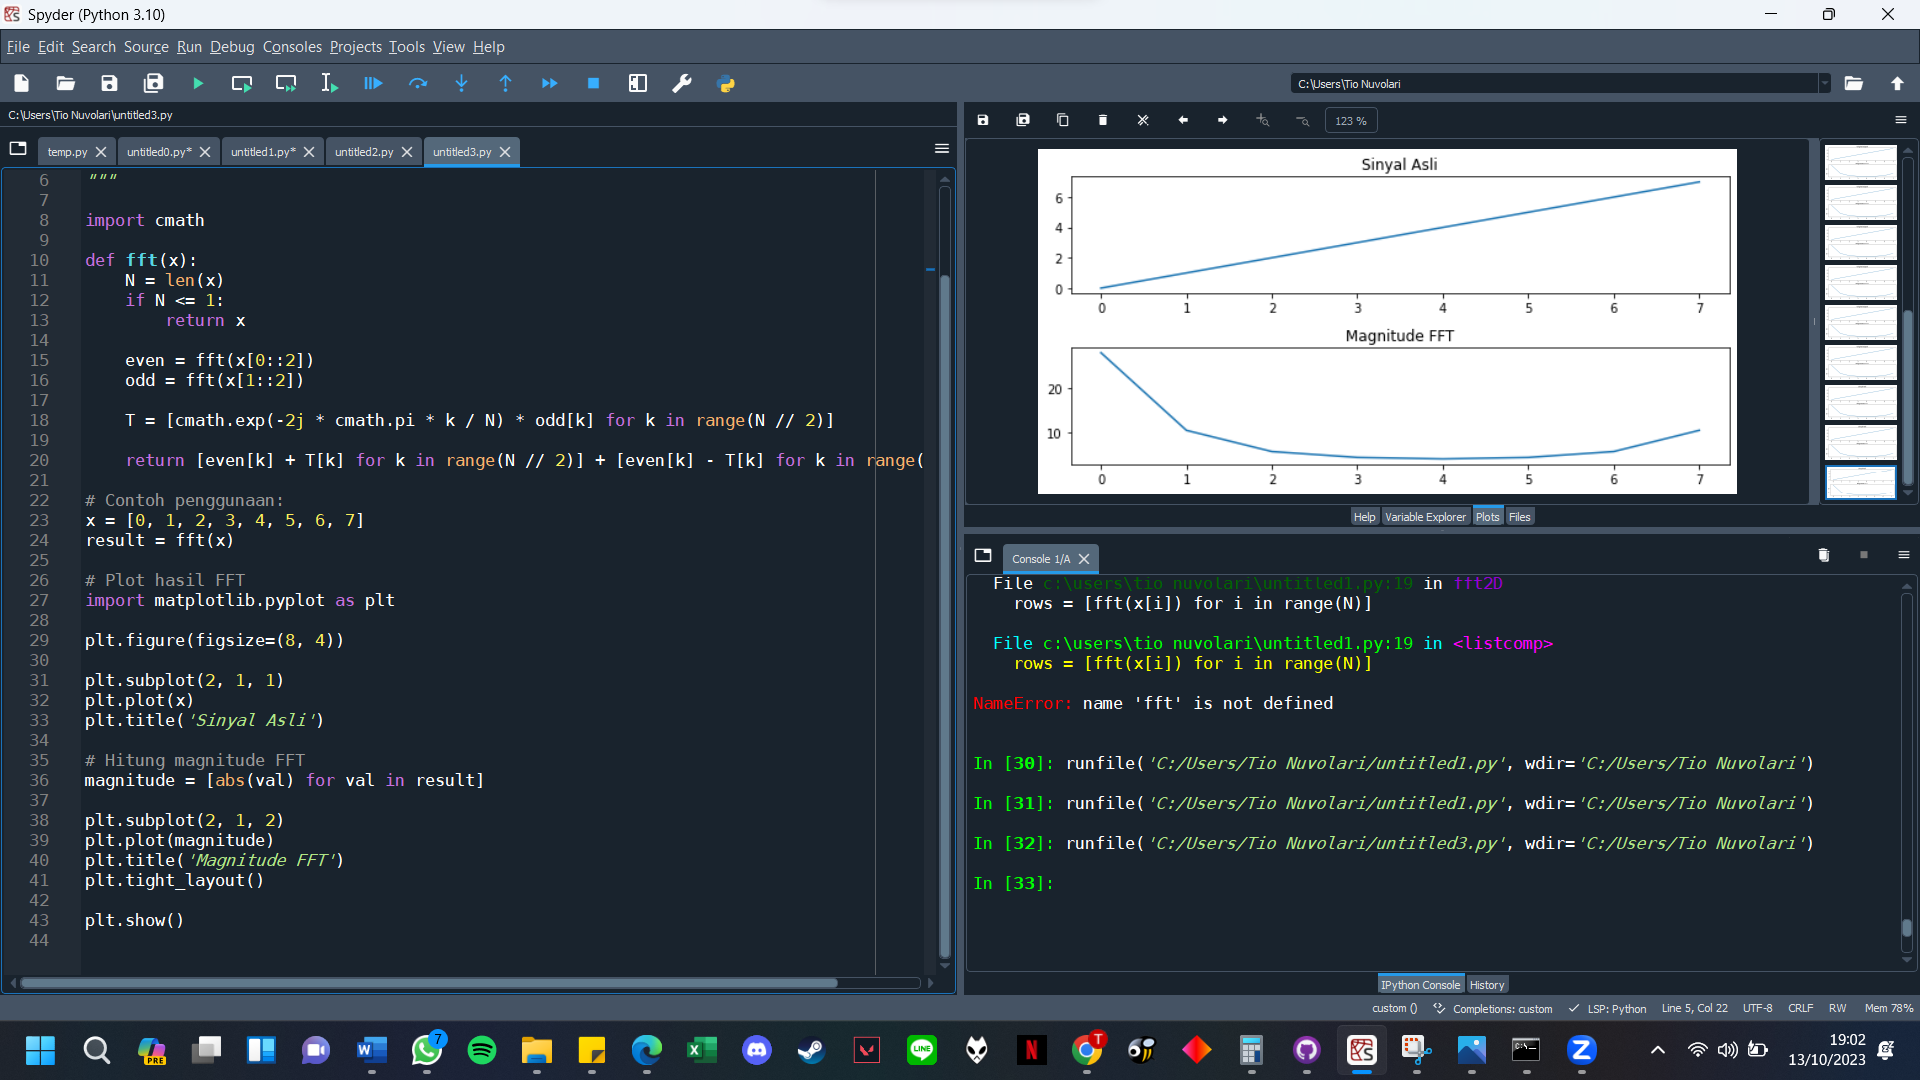 Spyder (Python 3.10)
File Edit Search Source Run Debug Consoles Projects Tools View Help
C:\Users\Tio Nuvolari
C:\Users\Tio Nuvolari\untitled3.py
temp.py untitled0.py* untitled1.py* untitled2.py untitled3.py
6 """
7
8 import cmath
9
10 def fft(x):
11 N = len(x)
12 if N <= 1:
13 return x
14
15 even = fft(x[0::2])
16 odd = fft(x[1::2])
17
18 T = [cmath.exp(-2j * cmath.pi * k / N) * odd[k] for k in range(N // 2)]
19
20 return [even[k] + T[k] for k in range(N // 2)] + [even[k] - T[k] for k in range(
21
22 # Contoh penggunaan:
23 x = [0, 1, 2, 3, 4, 5, 6, 7]
24 result = fft(x)
25
26 # Plot hasil FFT
27 import matplotlib.pyplot as plt
28
29 plt.figure(figsize=(8, 4))
30
31 plt.subplot(2, 1, 1)
32 plt.plot(x)
33 plt.title('Sinyal Asli')
34
35 # Hitung magnitude FFT
36 magnitude = [abs(val) for val in result]
37
38 plt.subplot(2, 1, 2)
39 plt.plot(magnitude)
40 plt.title('Magnitude FFT')
41 plt.tight_layout()
42
43 plt.show()
44
123 %
Sinyal Asli
6
4
2
0
0 1 2 3 4 5 6 7
Magnitude FFT
20
10
0 1 2 3 4 5 6 7
Help Variable Explorer Plots Files
Console 1/A
File c:\users\tio nuvolari\untitled1.py:19 in fft2D
rows = [fft(x[i]) for i in range(N)]
File c:\users\tio nuvolari\untitled1.py:19 in <listcomp>
rows = [fft(x[i]) for i in range(N)]
NameError: name 'fft' is not defined
In [30]: runfile('C:/Users/Tio Nuvolari/untitled1.py', wdir='C:/Users/Tio Nuvolari')
In [31]: runfile('C:/Users/Tio Nuvolari/untitled1.py', wdir='C:/Users/Tio Nuvolari')
In [32]: runfile('C:/Users/Tio Nuvolari/untitled3.py', wdir='C:/Users/Tio Nuvolari')
In [33]:
IPython Console History
custom () Completions: custom LSP: Python Line 5, Col 22 UTF-8 CRLF RW Mem 78%
PRE
7
LINE
T
19:02
13/10/2023